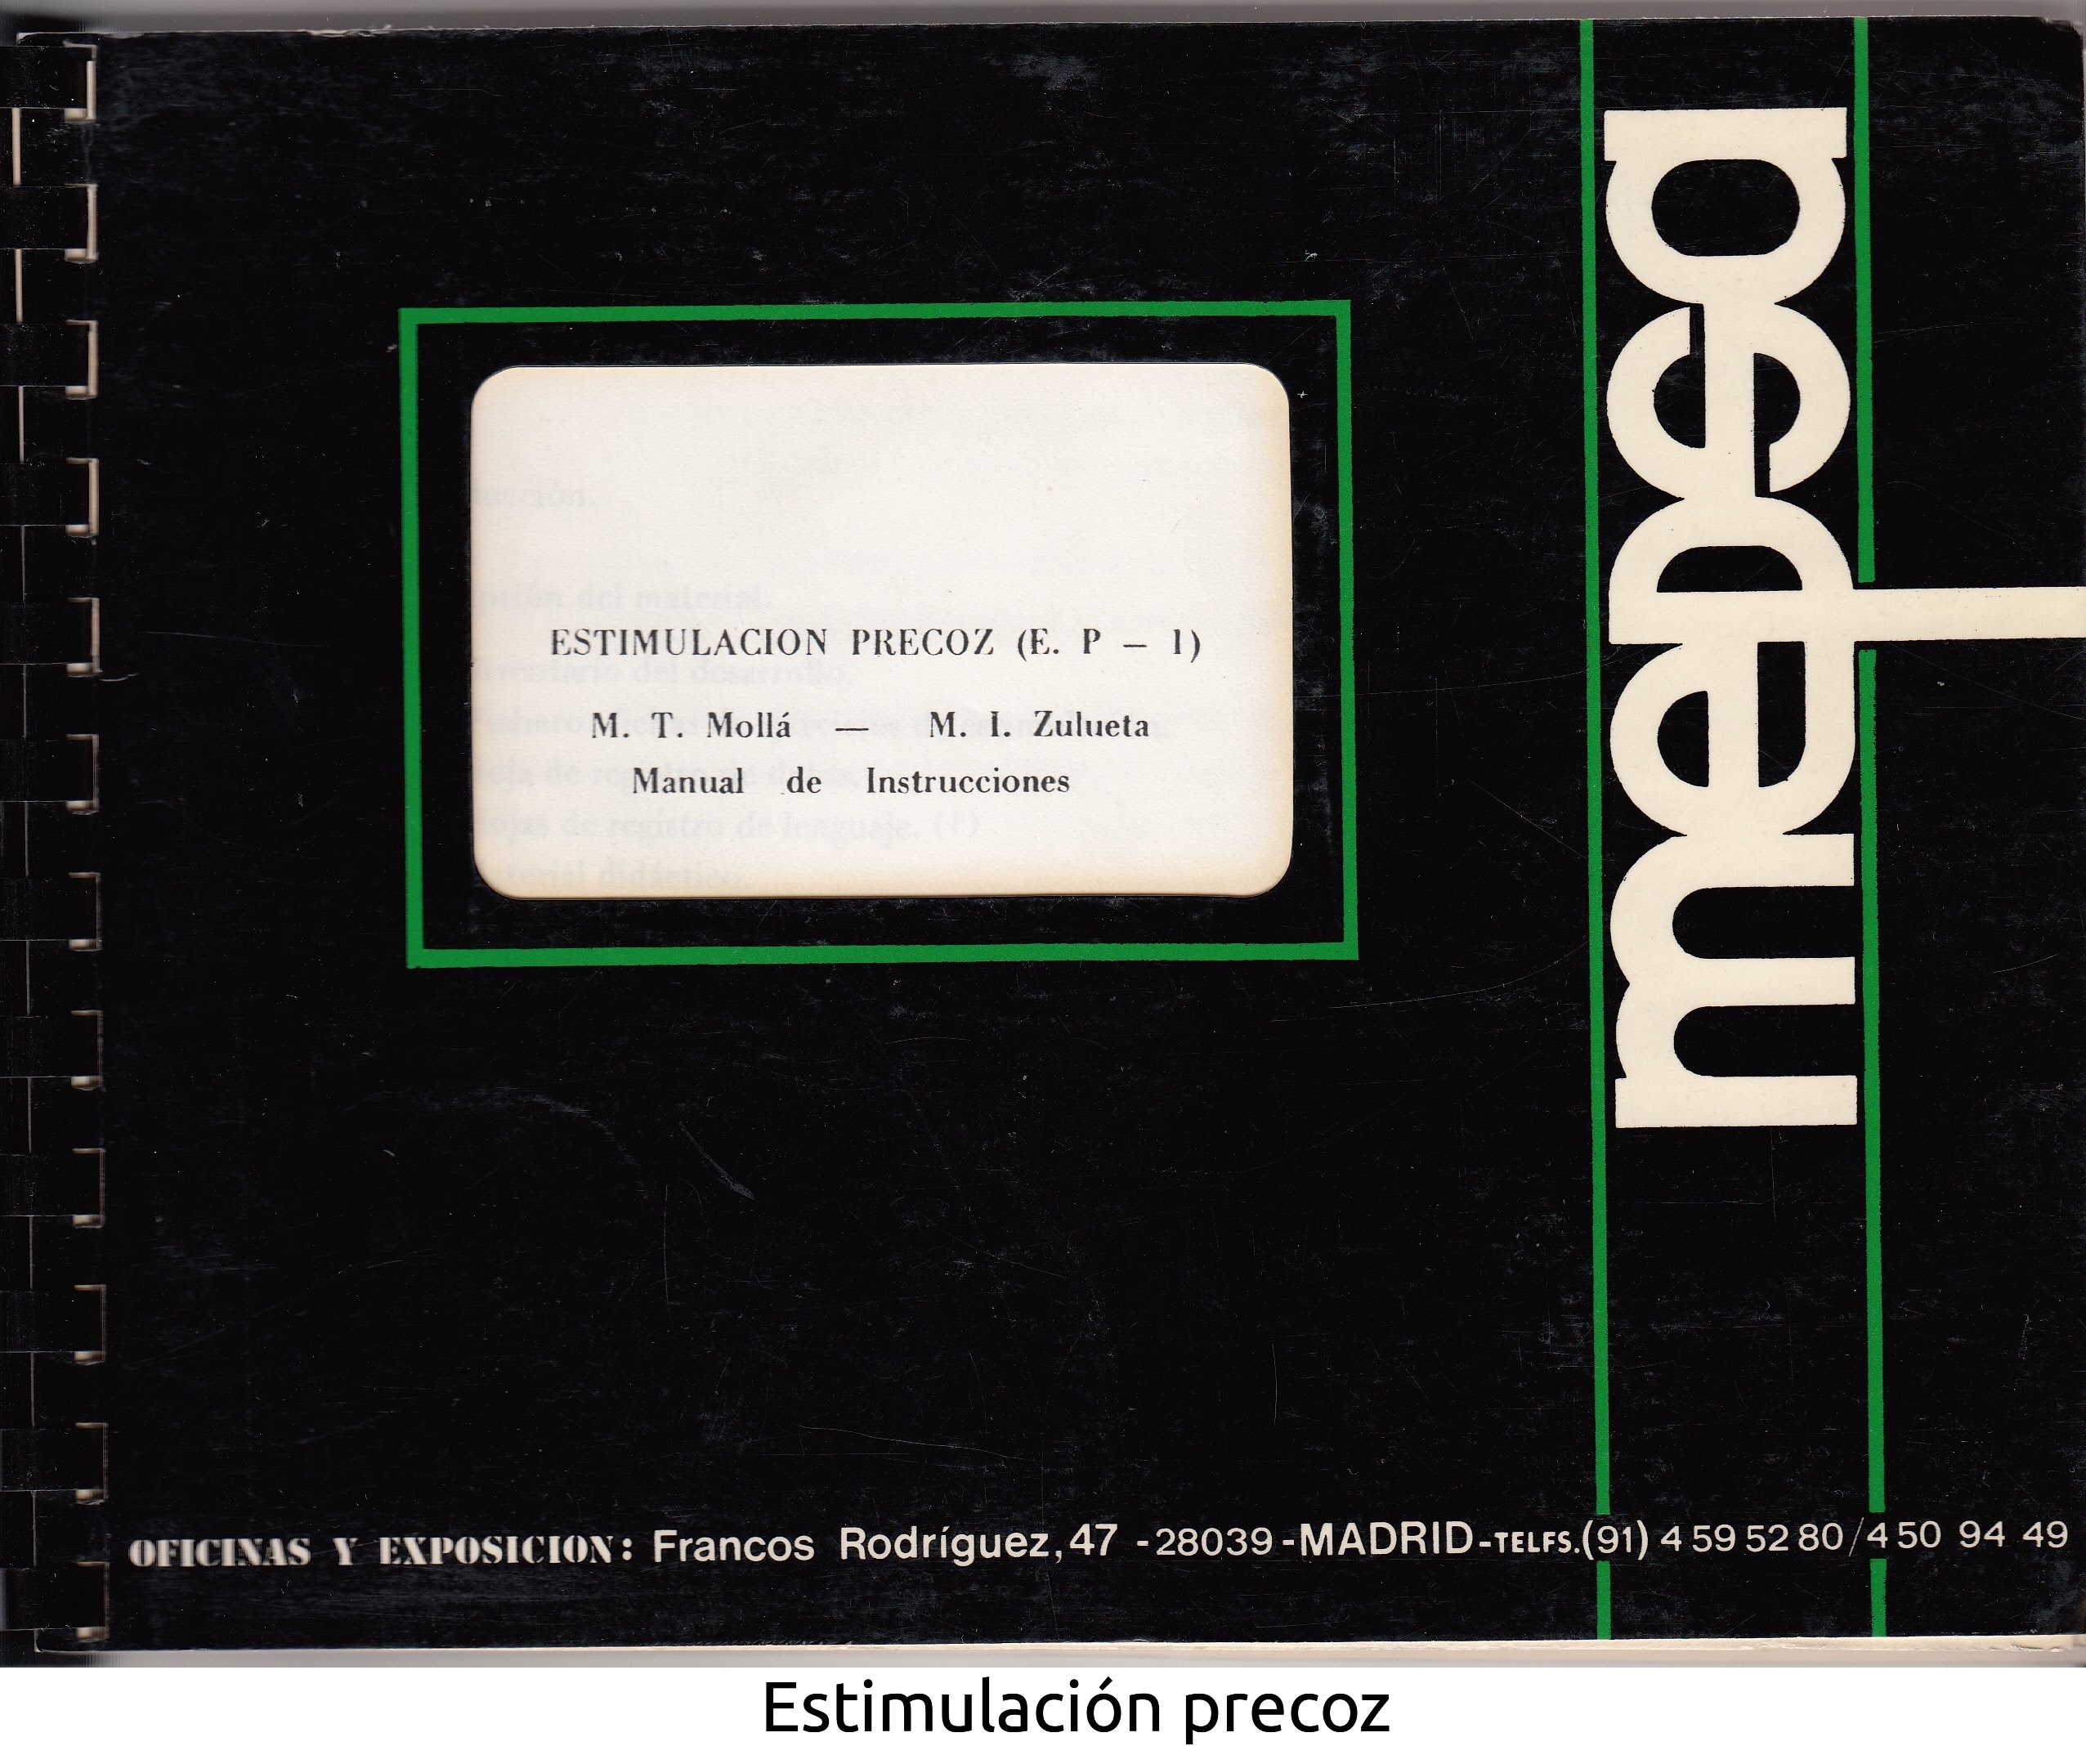 ESTIMULACION PRECOZ (E. P — 1)
M. T. Mollá — M. I. Zulueta
Manual de Instrucciones
mepsa
OFICINAS Y EXPOSICION: Francos Rodríguez, 47 - 28039 - MADRID - TELFS. (91) 4 59 52 80 / 4 50 94 49
Estimulación precoz